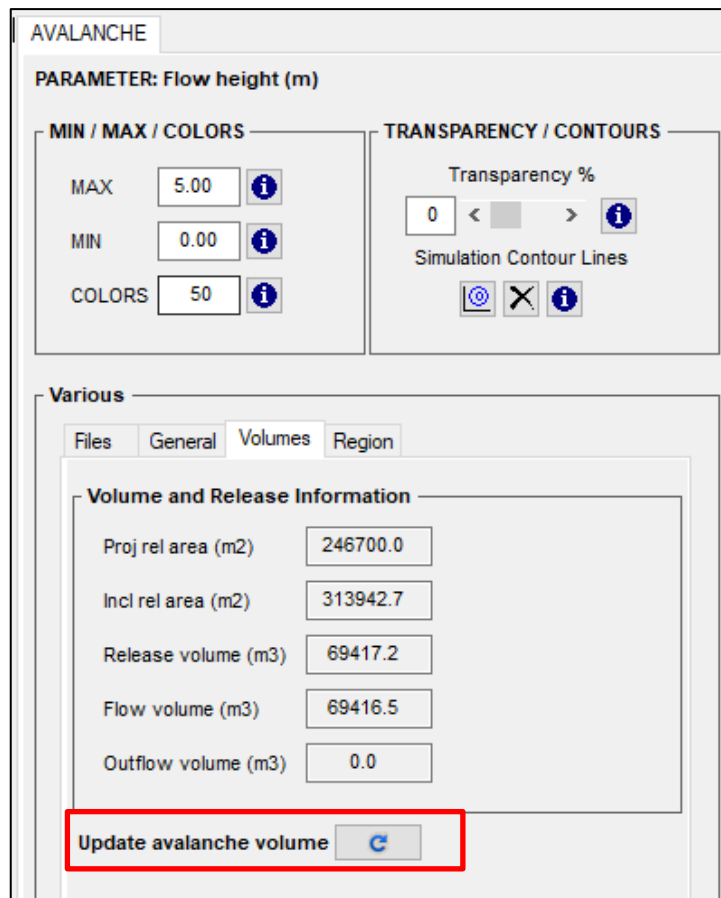 AVALANCHE
PARAMETER: Flow height (m)
MIN / MAX / COLORS
MAX 5.00
MIN 0.00
COLORS 50
TRANSPARENCY / CONTOURS
Transparency %
0 < >
Simulation Contour Lines
Various
Files General Volumes Region
Volume and Release Information
Proj rel area (m2) 246700.0
Incl rel area (m2) 313942.7
Release volume (m3) 69417.2
Flow volume (m3) 69416.5
Outflow volume (m3) 0.0
Update avalanche volume